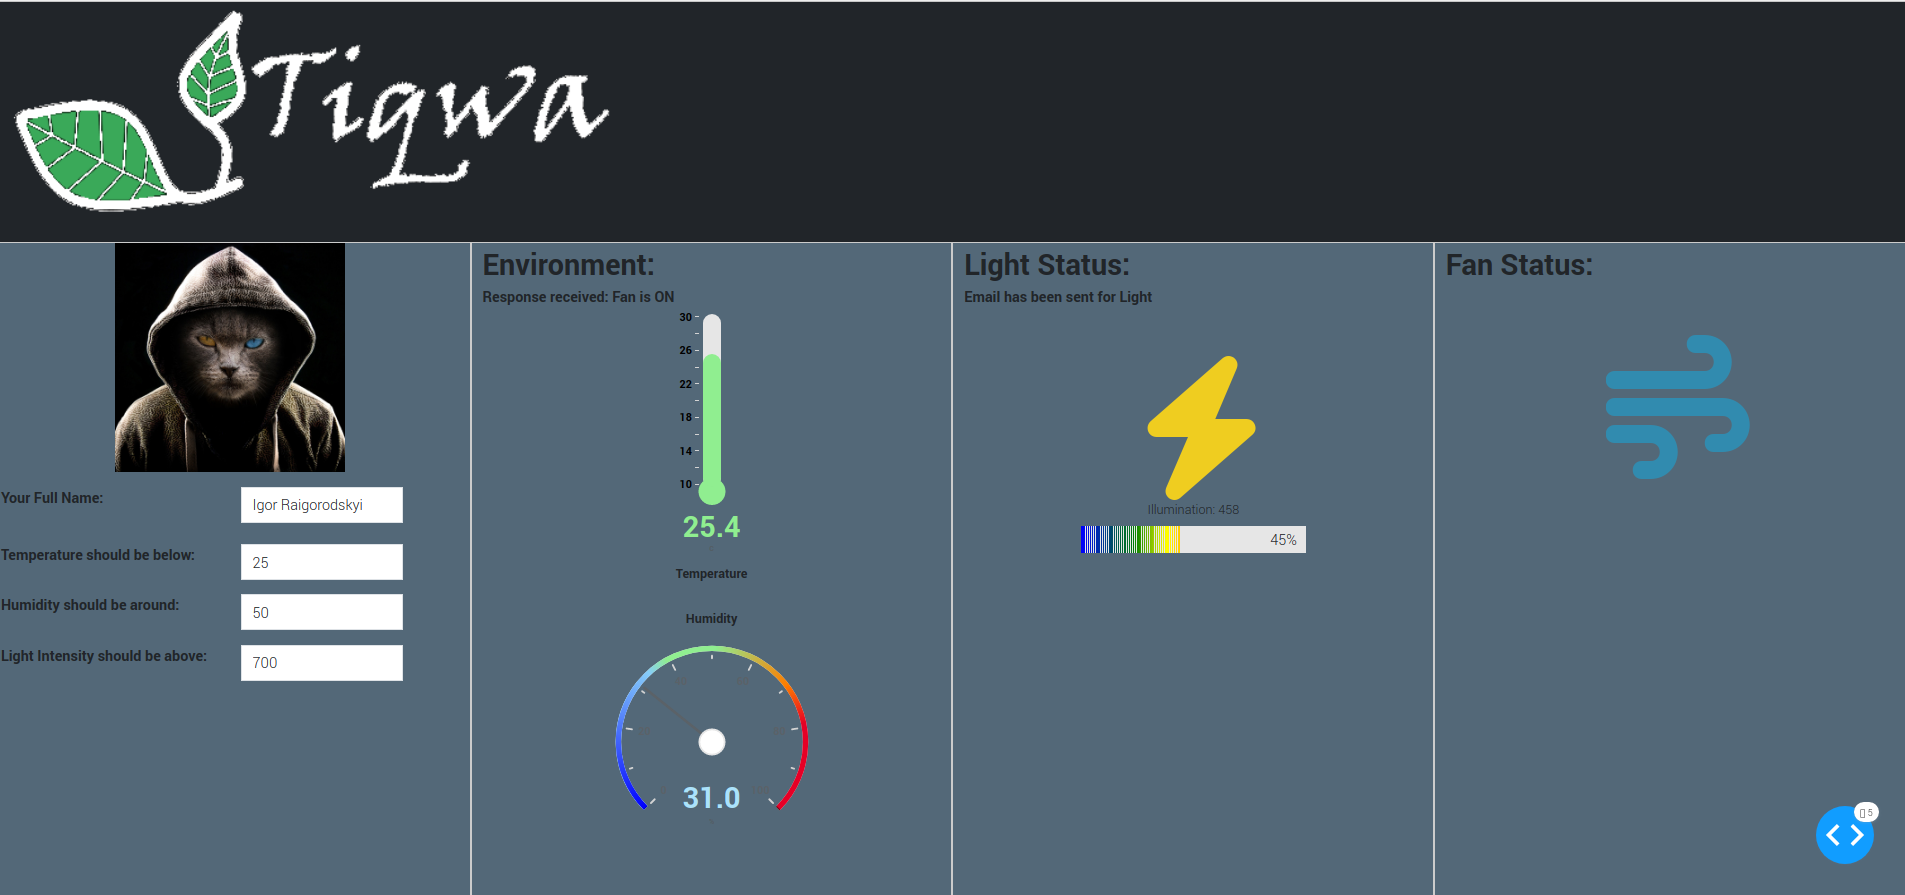 Tiqwa
Your Full Name:
Igor Raigorodskyi
Temperature should be below:
25
Humidity should be around:
50
Light Intensity should be above:
700
Environment:
Response received: Fan is ON
30
26
22
18
14
10
25.4
Temperature
Humidity
31.0
Light Status:
Email has been sent for Light
Illumination: 458
45%
Fan Status:
5